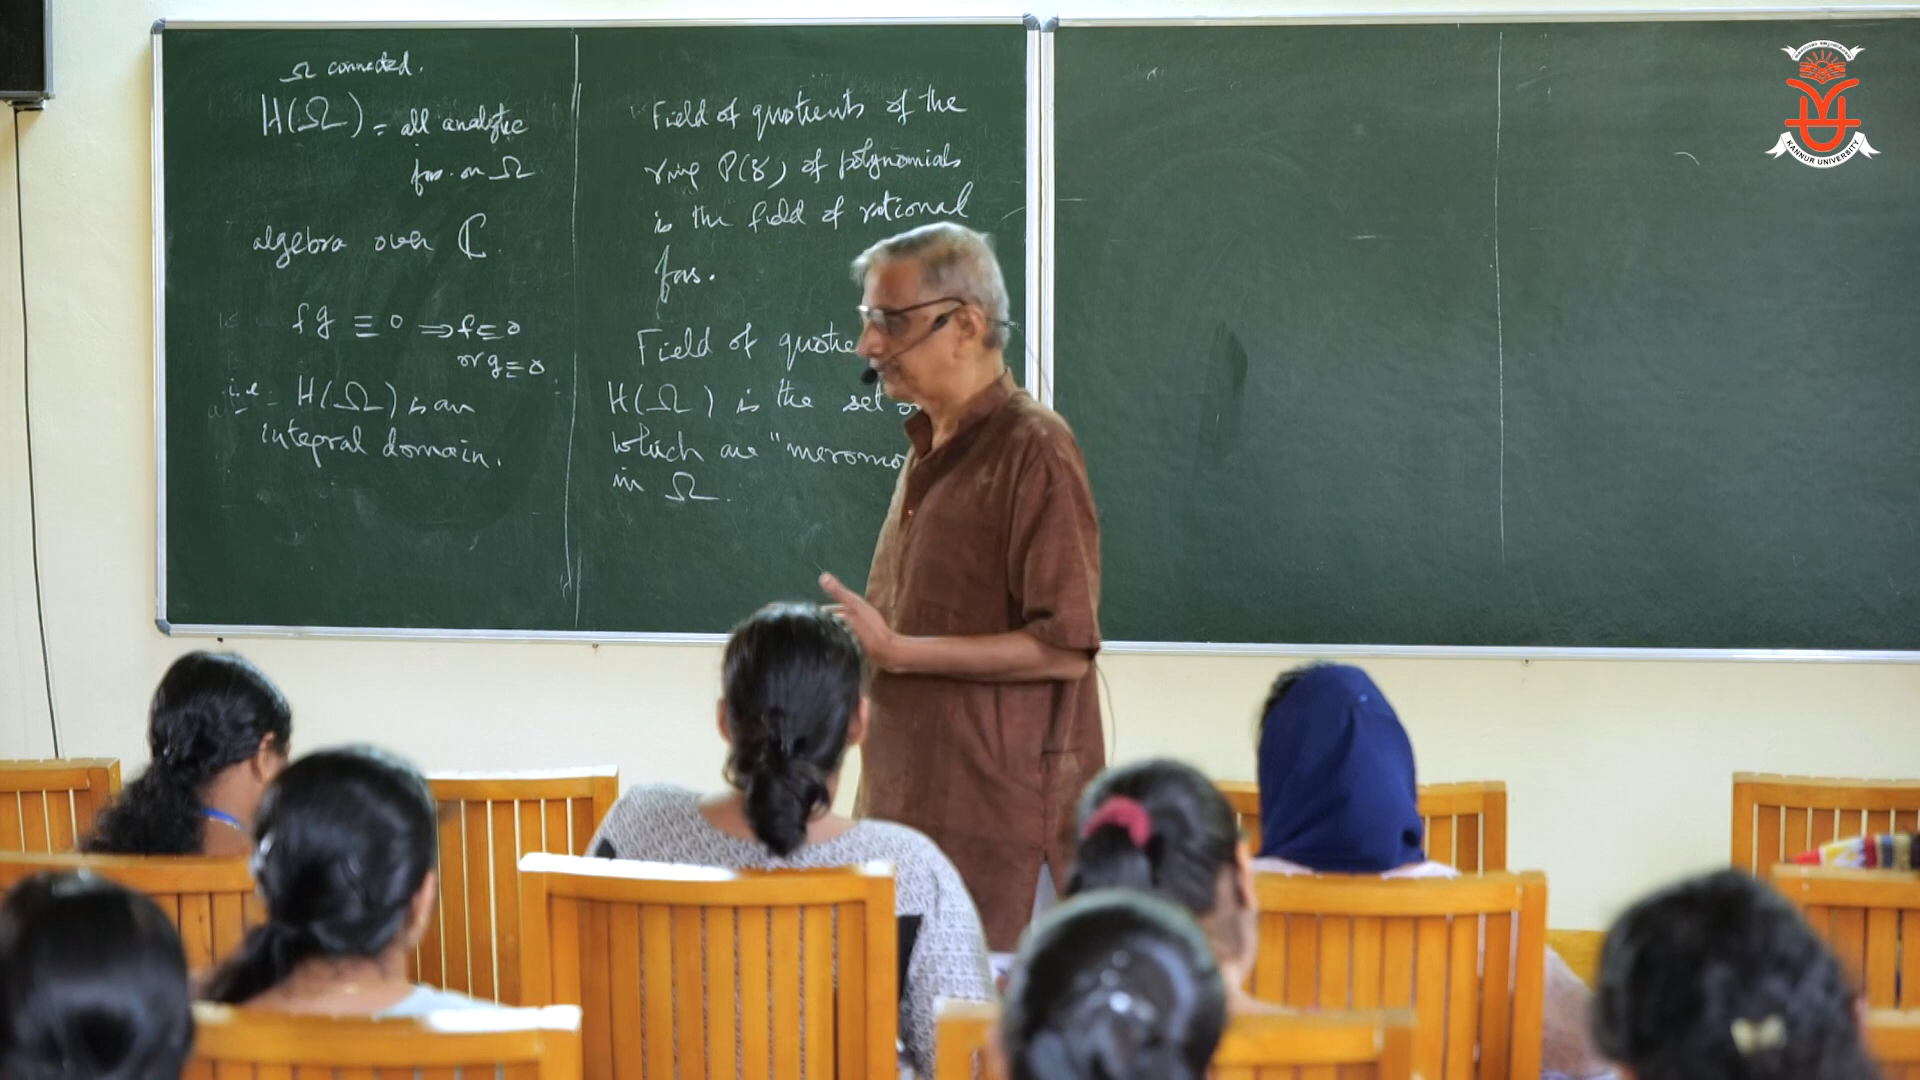 Ω connected.
H(Ω) = all analytic
fns. on Ω
algebra over ℂ.
fg ≡ 0 ⇒ f ≡ 0
or g ≡ 0
i.e. H(Ω) is an
integral domain.
Field of quotients of the
ring P(z) of polynomials
is the field of rational
fns.
Field of quotie
H(Ω) is the set
which are "meromo
in Ω.
KANNUR UNIVERSITY